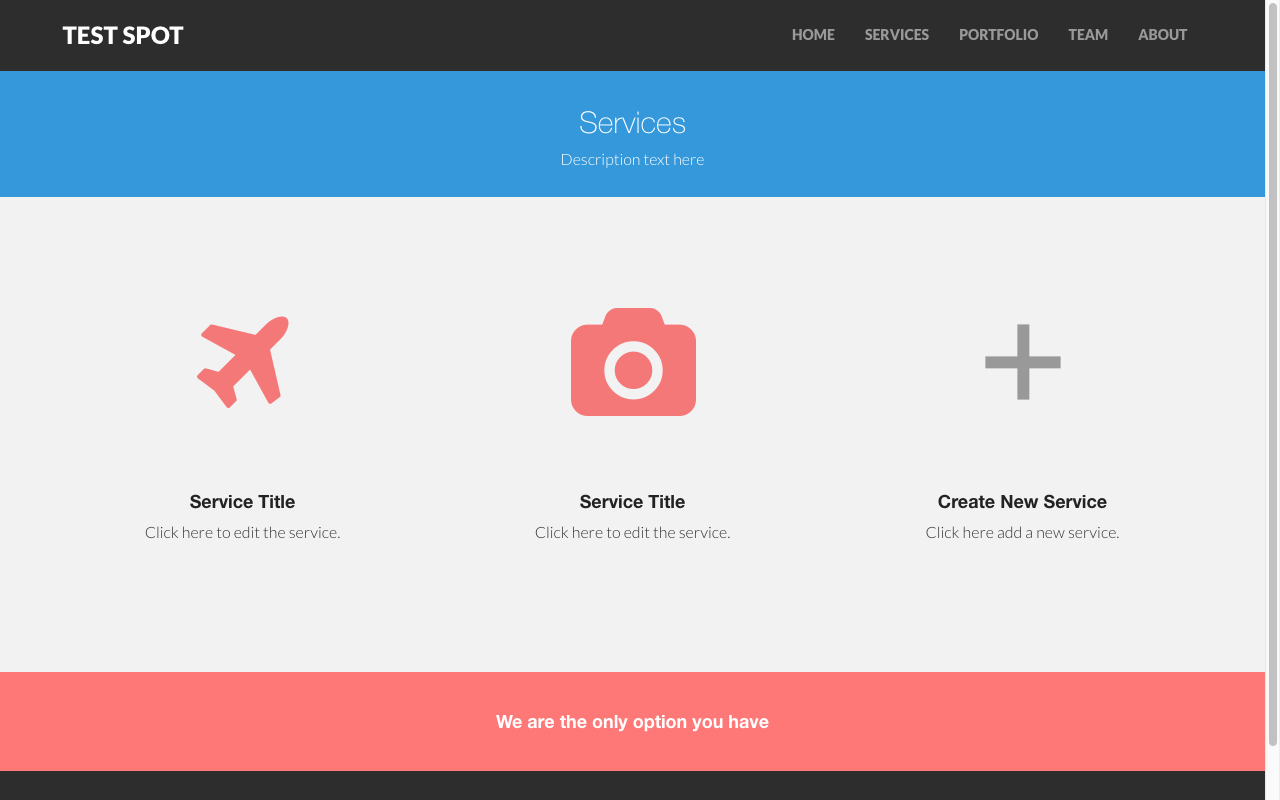 TEST SPOT
HOME SERVICES PORTFOLIO TEAM ABOUT
Services
Description text here
Service Title
Click here to edit the service.
Service Title
Click here to edit the service.
Create New Service
Click here add a new service.
We are the only option you have